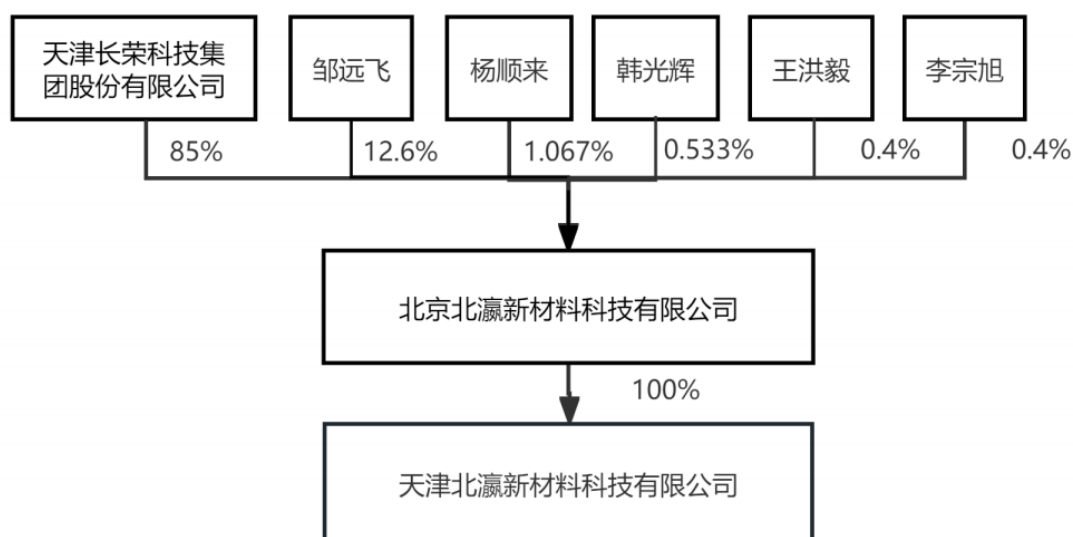 天津长荣科技集
团股份有限公司
邹远飞
杨顺来
韩光辉
王洪毅
李宗旭
85%
12.6%
1.067%
0.533%
0.4%
0.4%
北京北瀛新材料科技有限公司
100%
天津北瀛新材料科技有限公司